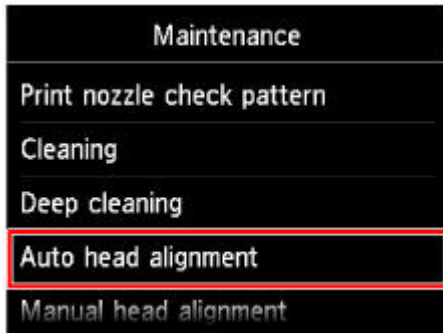 Maintenance
Print nozzle check pattern
Cleaning
Deep cleaning
Auto head alignment
Manual head alignment